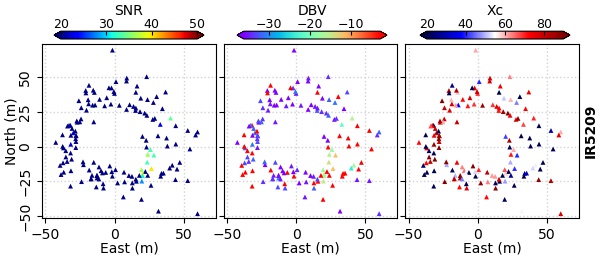 SNR DBV Xc
20 30 40 50 −30 −20 −10 20 40 60 80
North (m)
50
25
0
−25
−50
−50 0 50 −50 0 50 −50 0 50
East (m) East (m) East (m)
IR5209